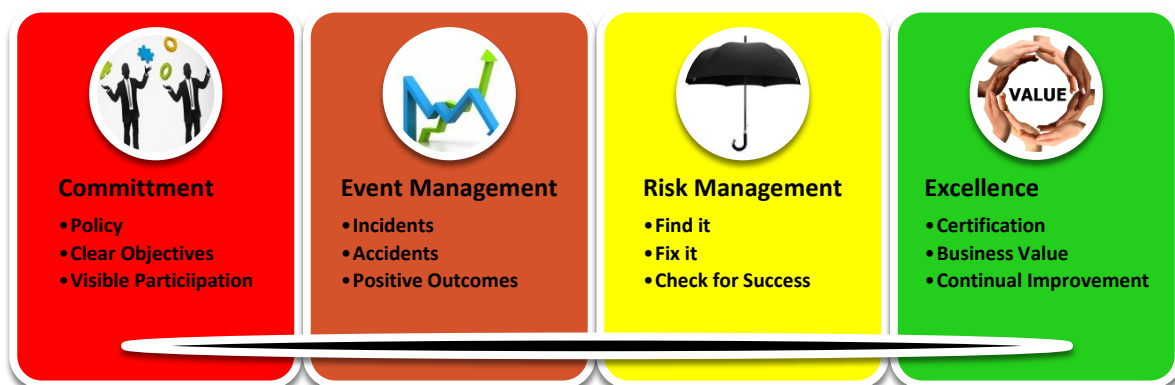 Committment
•Policy
•Clear Objectives
•Visible Particiipation
Event Management
•Incidents
•Accidents
•Positive Outcomes
Risk Management
•Find it
•Fix it
•Check for Success
VALUE
Excellence
•Certification
•Business Value
•Continual Improvement